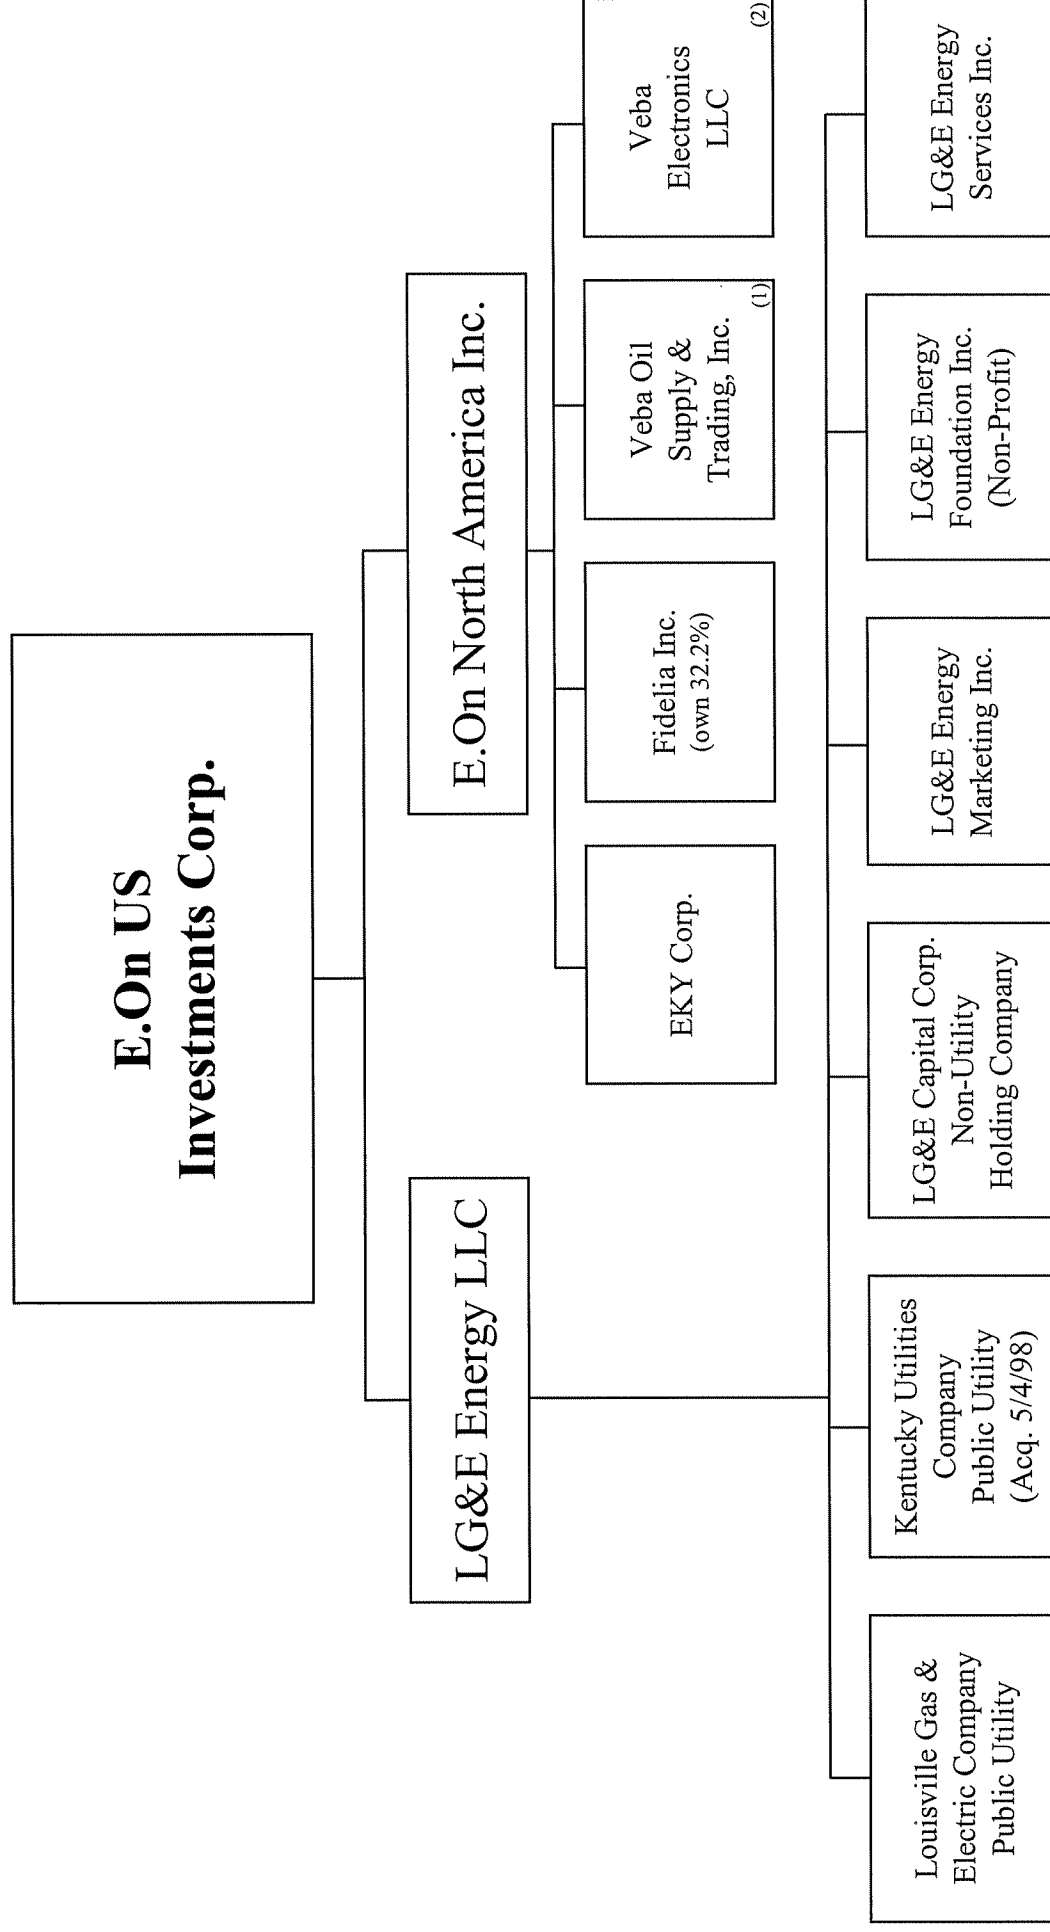 E.On US
Investments Corp.
LG&E Energy LLC
E.On North America Inc.
EKY Corp.
Fidelia Inc.
(own 32.2%)
Veba Oil
Supply &
Trading, Inc.
(1)
Veba
Electronics
LLC
(2)
Louisville Gas &
Electric Company
Public Utility
Kentucky Utilities
Company
Public Utility
(Acq. 5/4/98)
LG&E Capital Corp.
Non-Utility
Holding Company
LG&E Energy
Marketing Inc.
LG&E Energy
Foundation Inc.
(Non-Profit)
LG&E Energy
Services Inc.